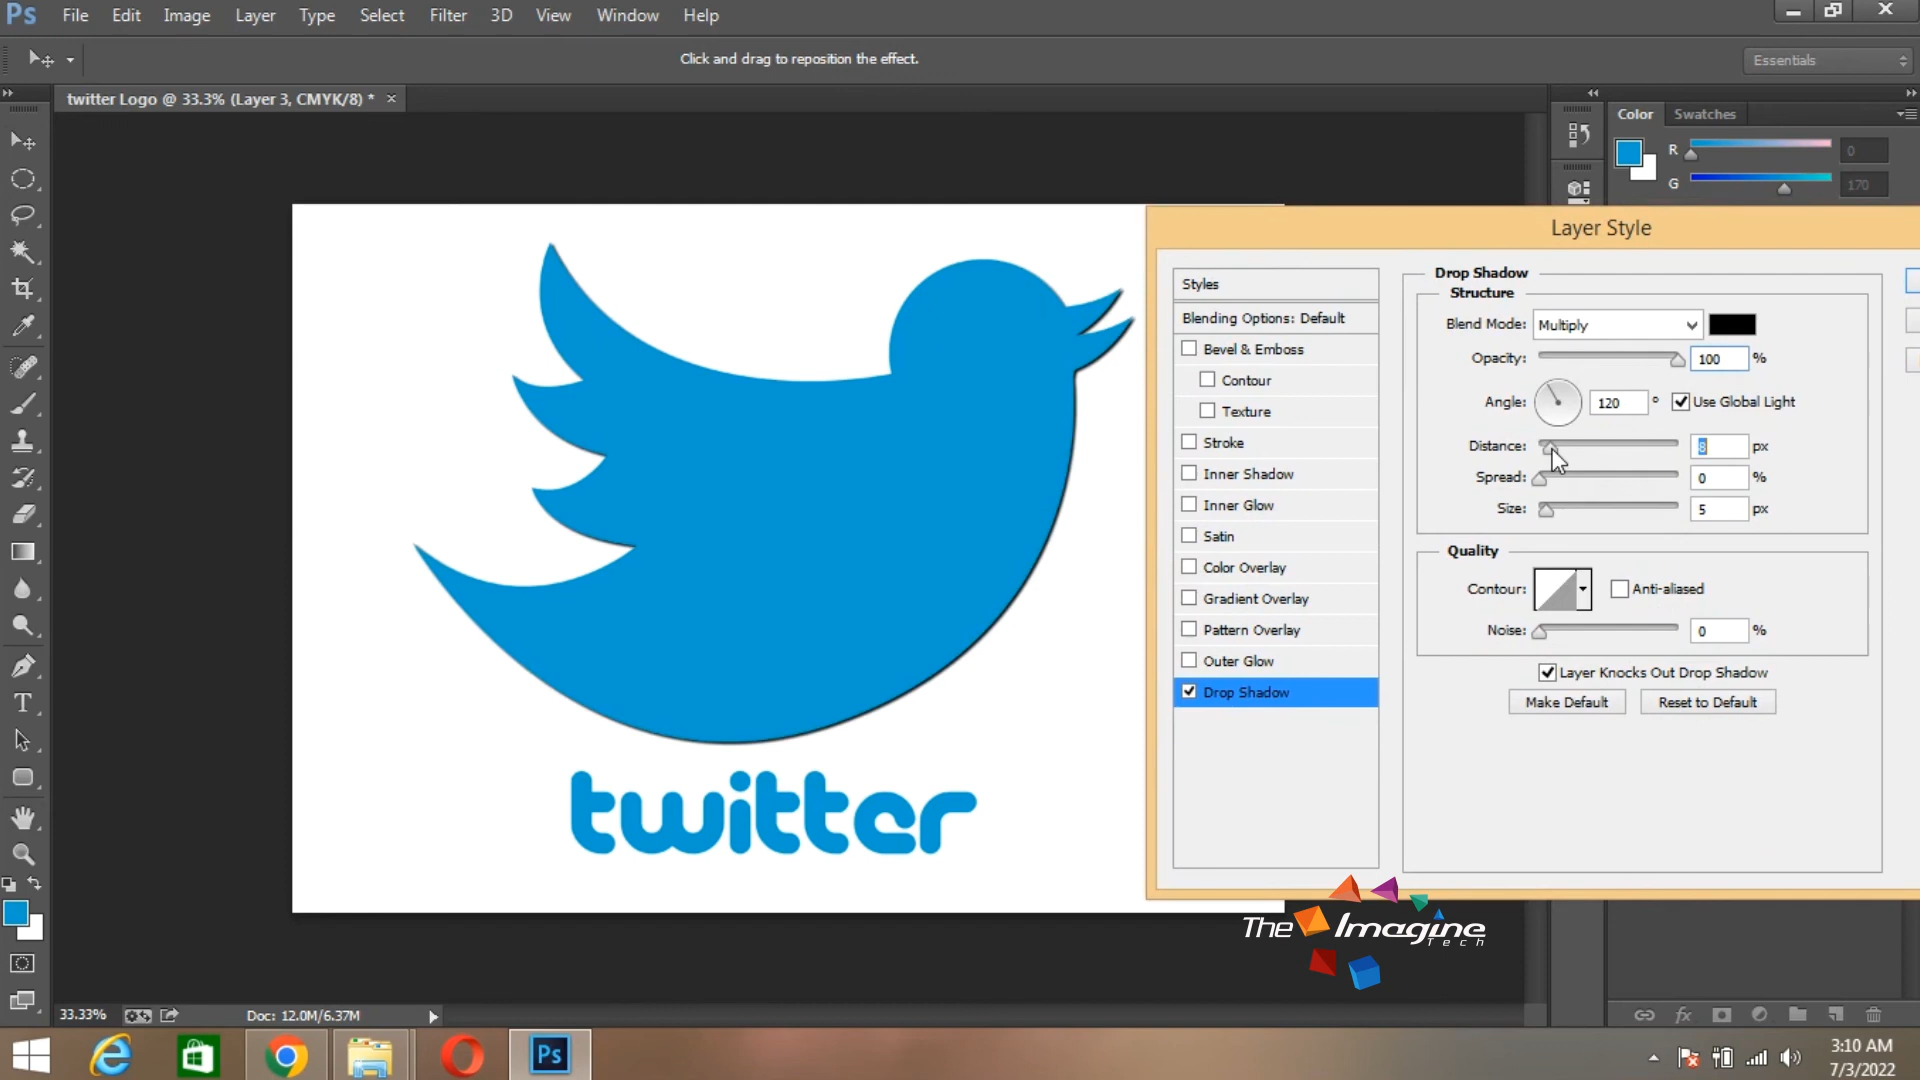 Ps File Edit Image Layer Type Select Filter 3D View Window Help
Click and drag to reposition the effect.
Essentials
twitter Logo @ 33.3% (Layer 3, CMYK/8) *
Color Swatches
R 0
G 170
Layer Style
Styles
Blending Options: Default
Bevel & Emboss
Contour
Texture
Stroke
Inner Shadow
Inner Glow
Satin
Color Overlay
Gradient Overlay
Pattern Overlay
Outer Glow
Drop Shadow
Drop Shadow
Structure
Blend Mode: Multiply
Opacity: 100 %
Angle: 120 ° Use Global Light
Distance: 8 px
Spread: 0 %
Size: 5 px
Quality
Contour: Anti-aliased
Noise: 0 %
Layer Knocks Out Drop Shadow
Make Default Reset to Default
twitter
The Imagine
Tech
33.33% Doc: 12.0M/6.37M
fx
Ps
3:10 AM
7/3/2022